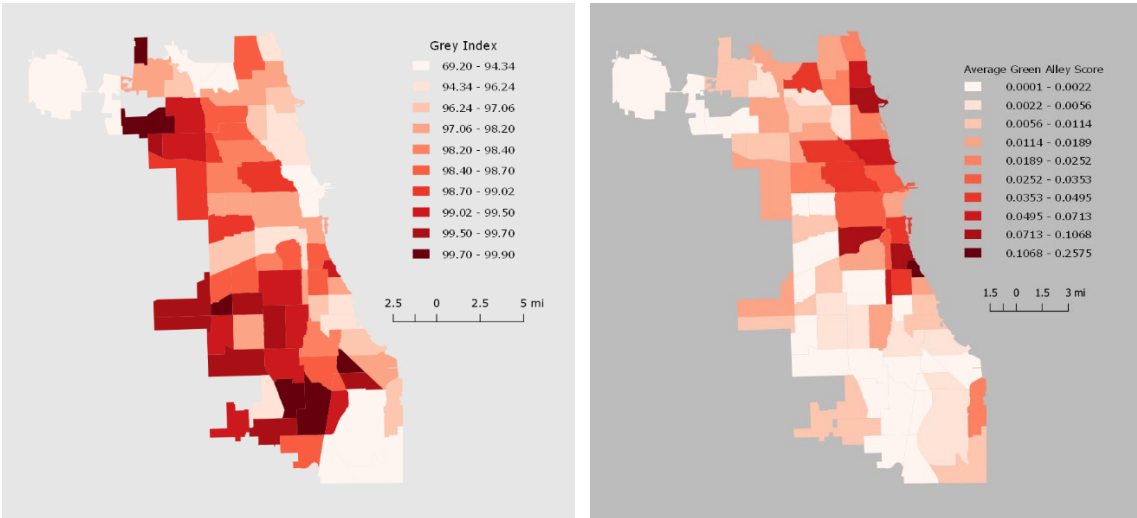 Grey Index
69.20 - 94.34
94.34 - 96.24
96.24 - 97.06
97.06 - 98.20
98.20 - 98.40
98.40 - 98.70
98.70 - 99.02
99.02 - 99.50
99.50 - 99.70
99.70 - 99.90
2.5 0 2.5 5 mi
Average Green Alley Score
0.0001 - 0.0022
0.0022 - 0.0056
0.0056 - 0.0114
0.0114 - 0.0189
0.0189 - 0.0252
0.0252 - 0.0353
0.0353 - 0.0495
0.0495 - 0.0713
0.0713 - 0.1068
0.1068 - 0.2575
1.5 0 1.5 3 mi